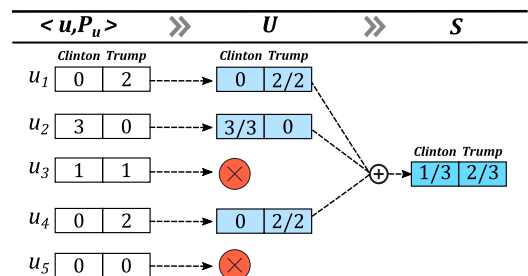 < u,Pu > >> U >> S
Clinton Trump Clinton Trump
u1 0 2 0 2/2
u2 3 0 3/3 0
Clinton Trump
u3 1 1 1/3 2/3
u4 0 2 0 2/2
u5 0 0